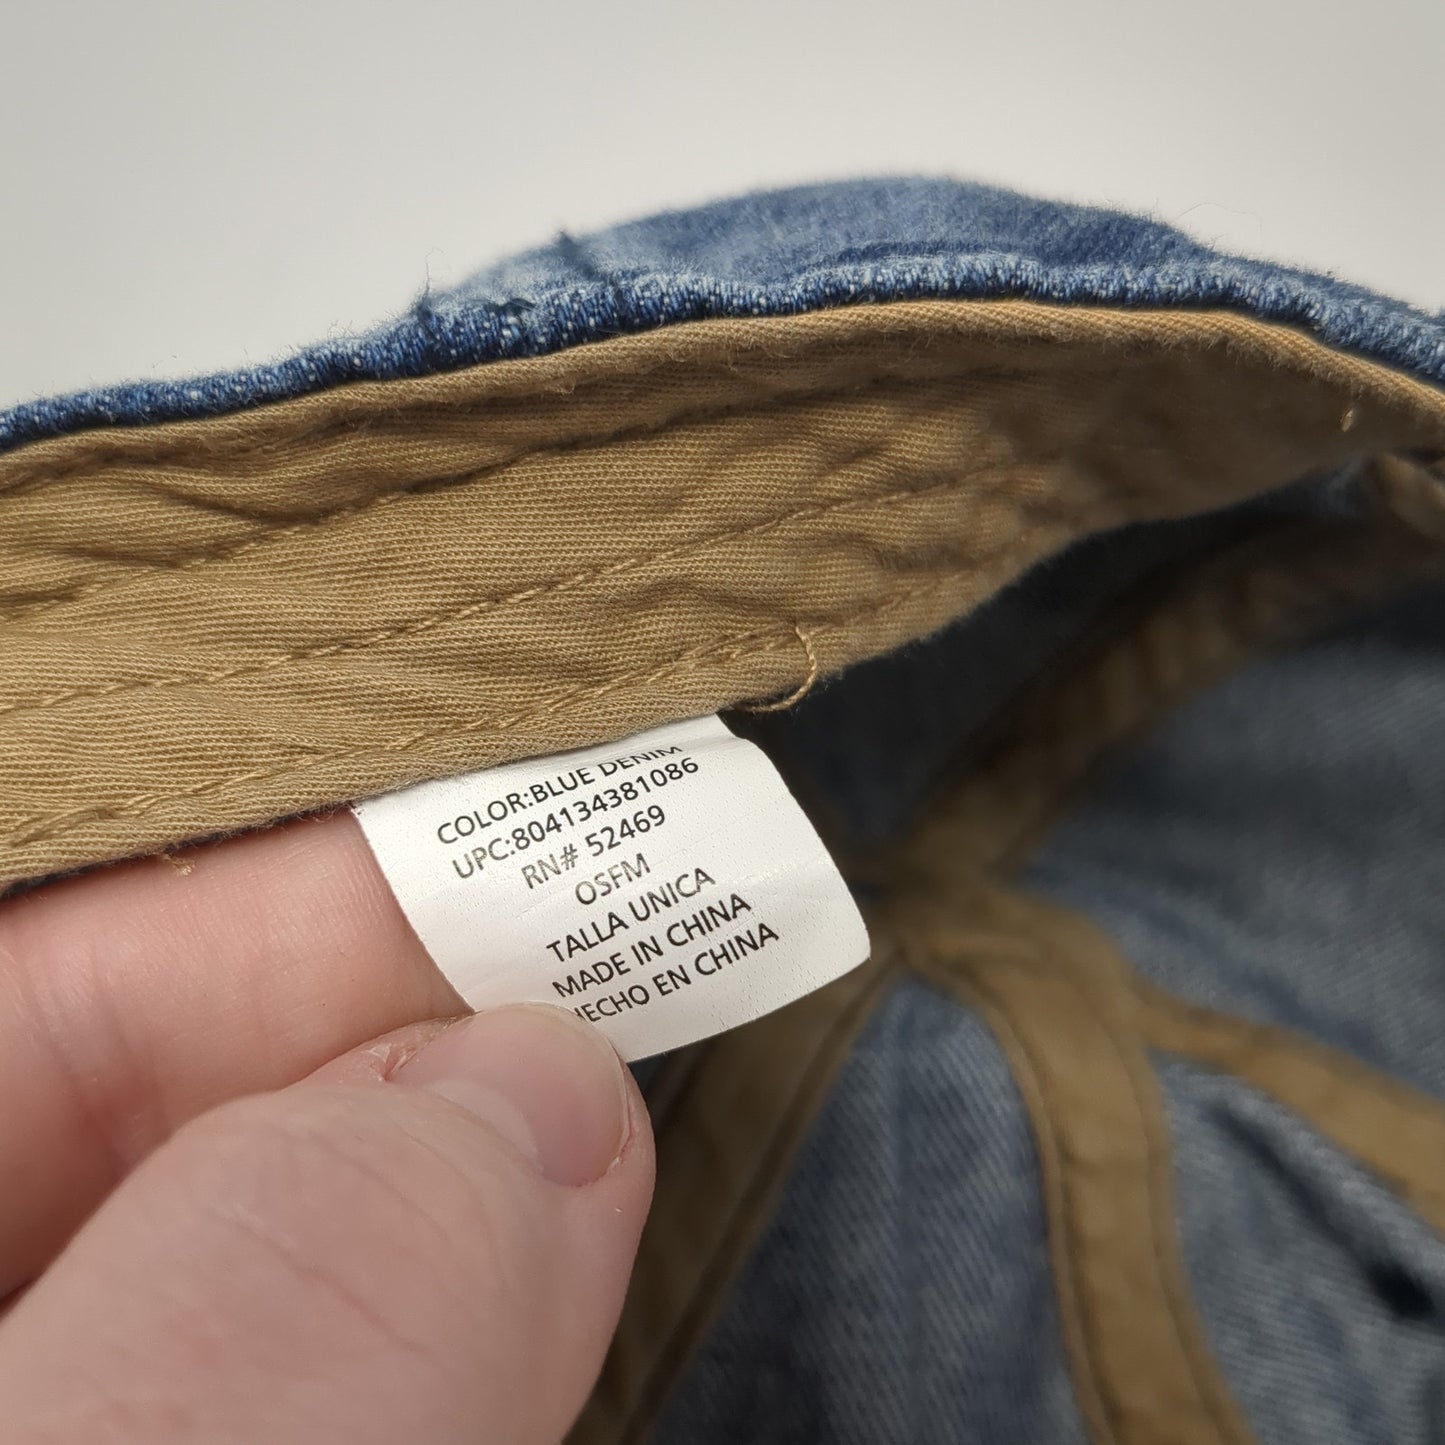 COLOR:BLUE DENIM
UPC:804134381086
RN# 52469
OSFM
TALLA UNICA
MADE IN CHINA
HECHO EN CHINA